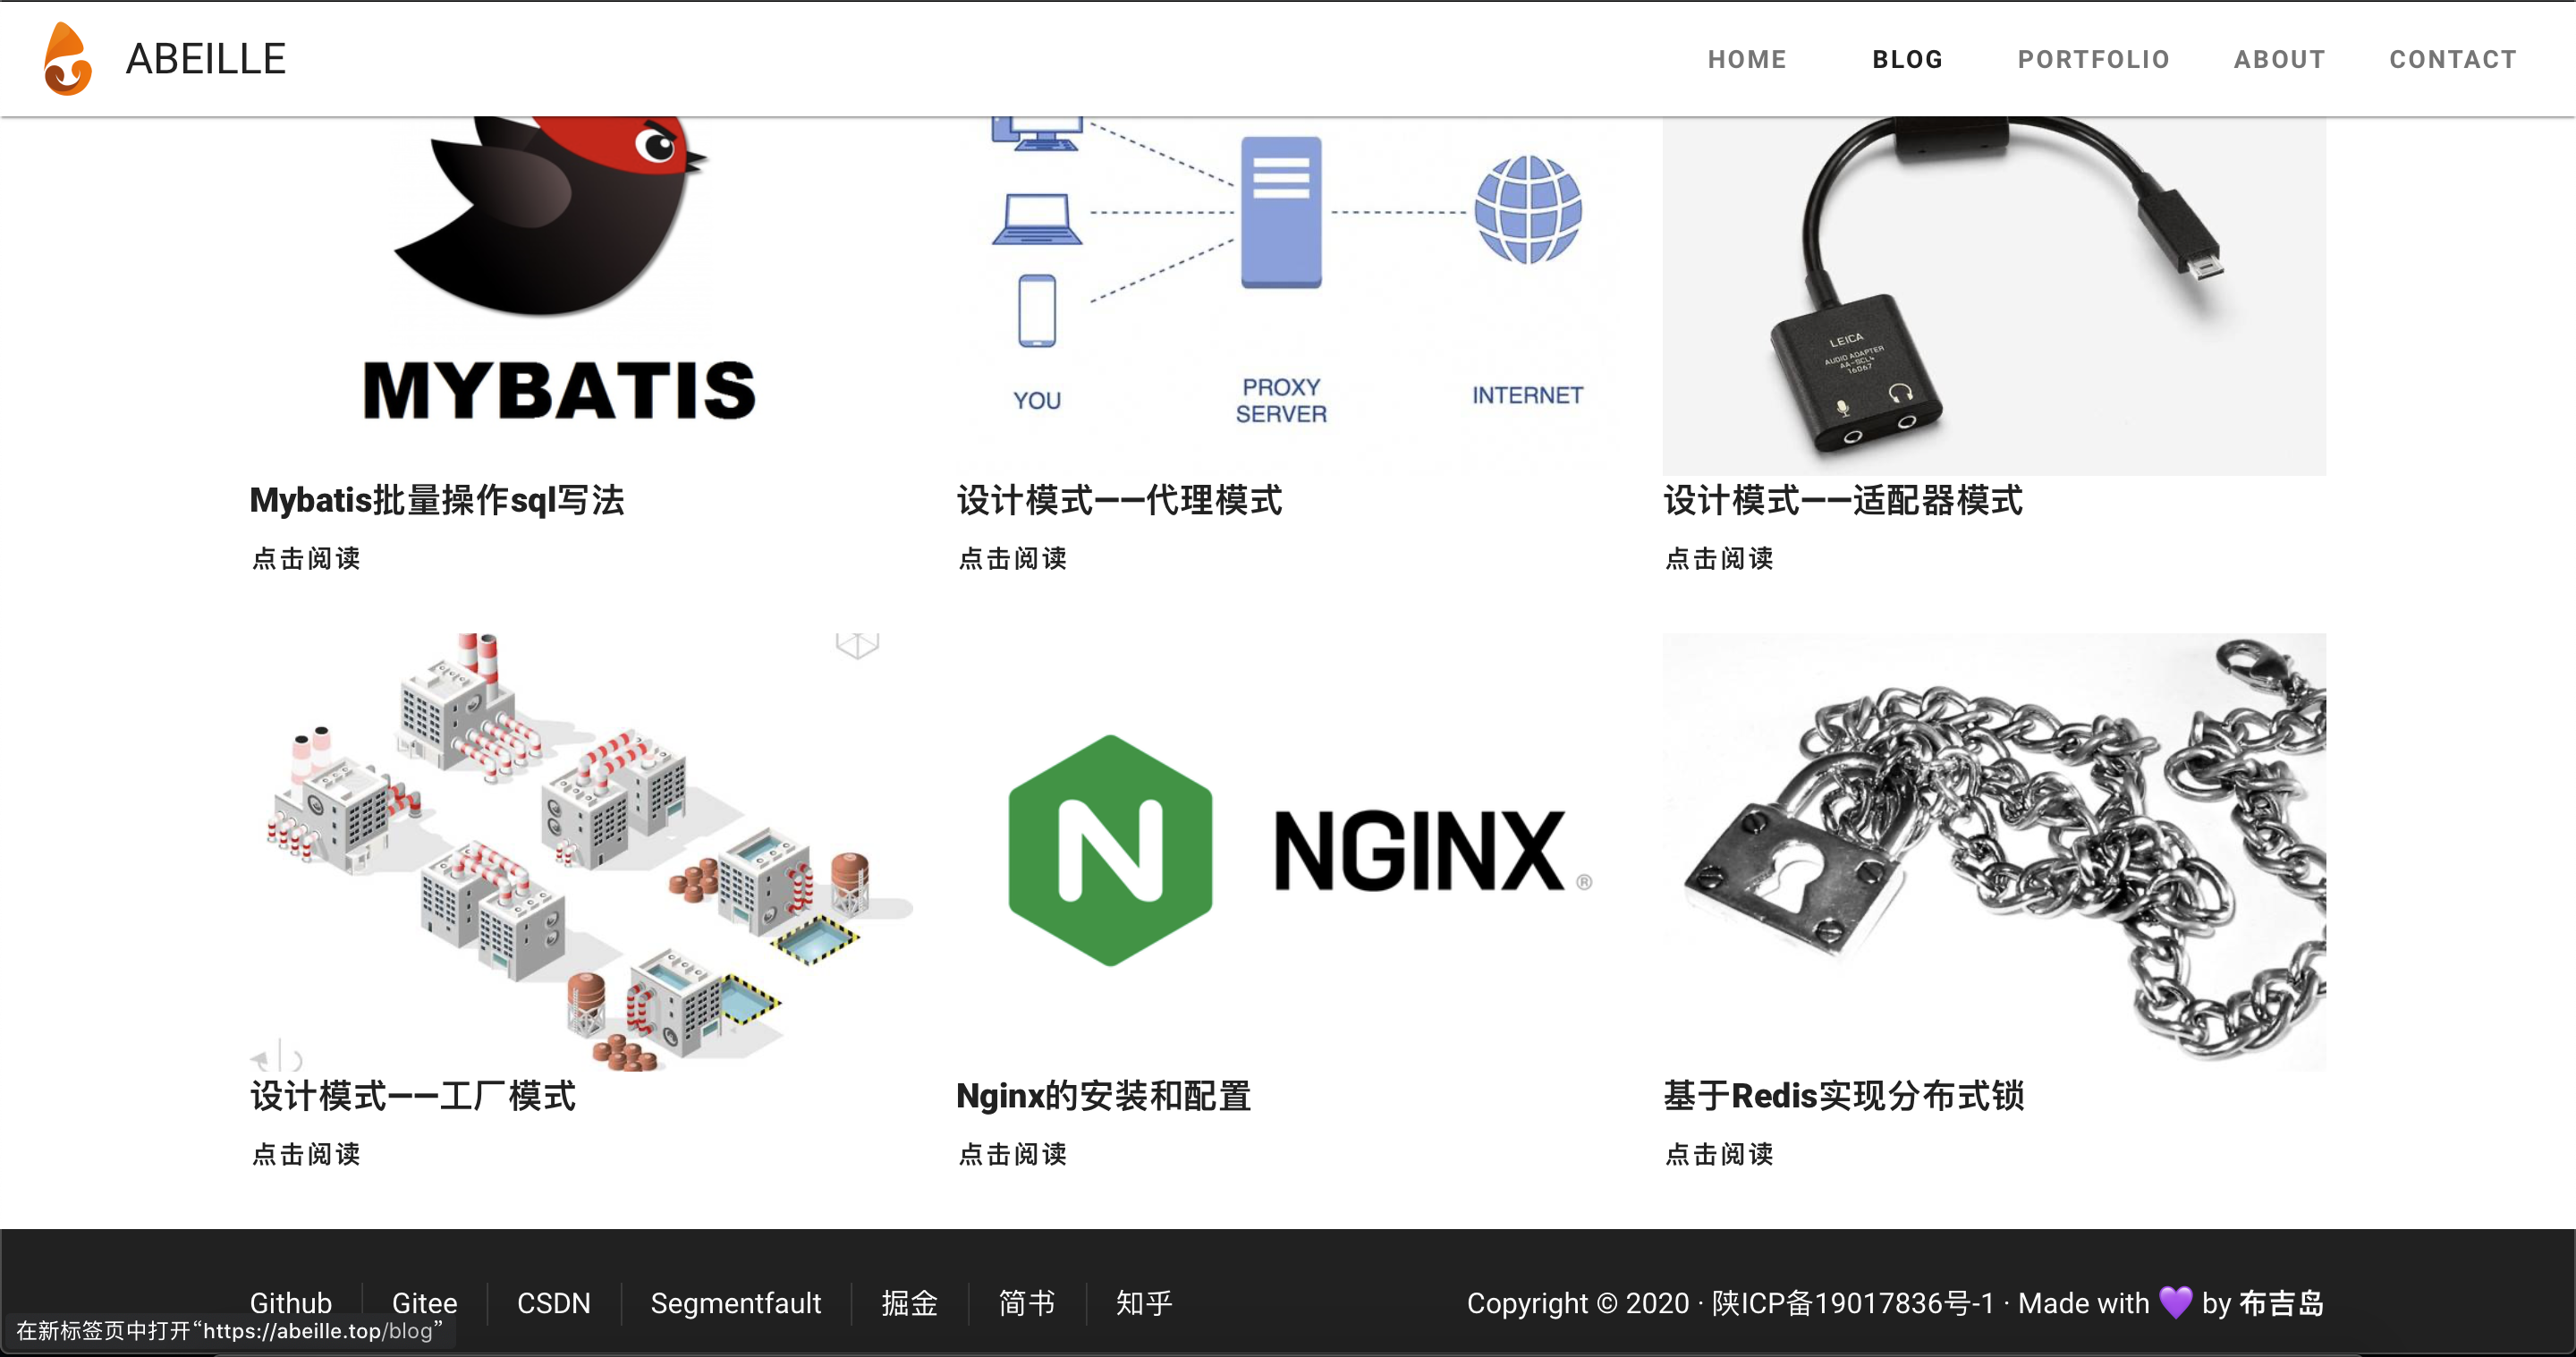 ABEILLE
HOME
BLOG
PORTFOLIO
ABOUT
CONTACT
MYBATIS
YOU
PROXY
SERVER
INTERNET
LEICA
AUDIO ADAPTER
AA-SCL4
16067
Mybatis批量操作sql写法
设计模式——代理模式
设计模式——适配器模式
点击阅读
点击阅读
点击阅读
N
NGINX®
设计模式——工厂模式
Nginx的安装和配置
基于Redis实现分布式锁
点击阅读
点击阅读
点击阅读
Github
Gitee
CSDN
Segmentfault
掘金
简书
知乎
Copyright © 2020 · 陕ICP备19017836号-1 · Made with 💜 by 布吉岛
在新标签页中打开“https://abeille.top/blog”